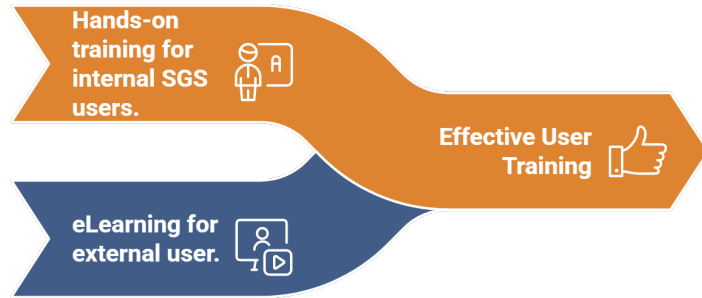 Hands-on
training for
internal SGS
users.
A
Effective User
Training
eLearning for
external user.